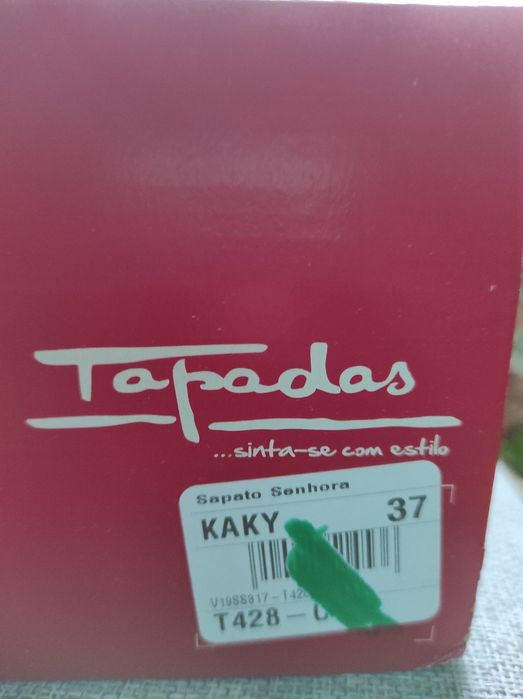 Tapadas
...sinta-se com estilo
Sapato Senhora
KAKY 37
T428-